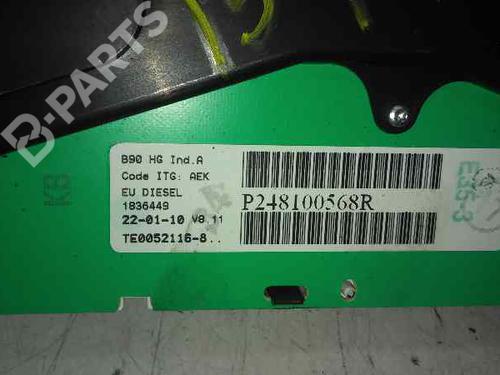 B-PARTS
B90 HG Ind.A
Code ITG: AEK
EU DIESEL
1836449
22-01-10 V8.11
TE0052116-8..
P248100568R